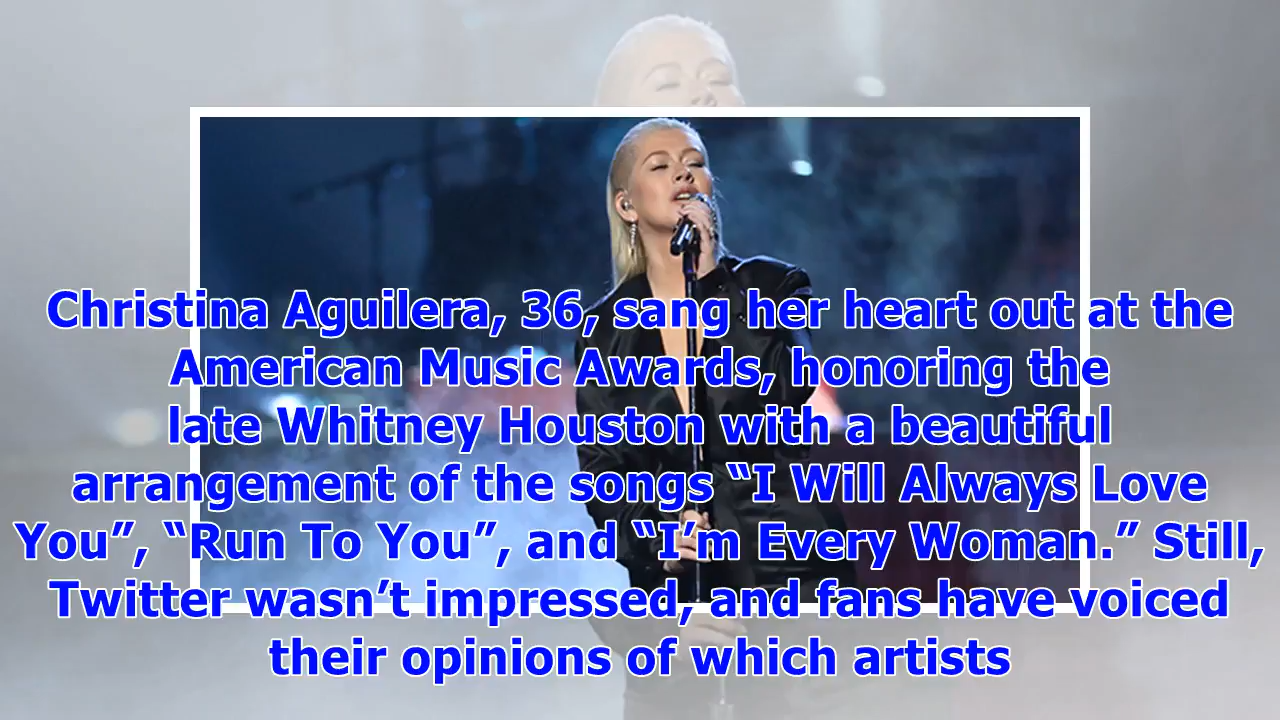 Christina Aguilera, 36, sang her heart out at the
American Music Awards, honoring the
late Whitney Houston with a beautiful
arrangement of the songs “I Will Always Love
You”, “Run To You”, and “I’m Every Woman.” Still,
Twitter wasn’t impressed, and fans have voiced
their opinions of which artists